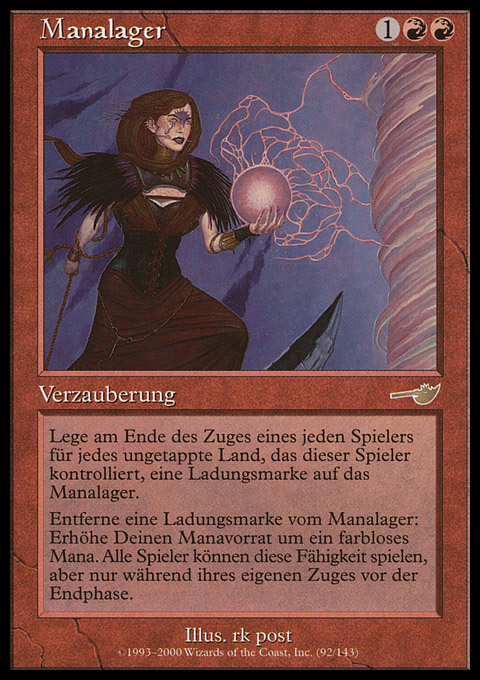 Manalager 1
Verzauberung
Lege am Ende des Zuges eines jeden Spielers
für jedes ungetappte Land, das dieser Spieler
kontrolliert, eine Ladungsmarke auf das
Manalager.
Entferne eine Ladungsmarke vom Manalager:
Erhöhe Deinen Manavorrat um ein farbloses
Mana. Alle Spieler können diese Fähigkeit spielen,
aber nur während ihres eigenen Zuges vor der
Endphase.
Illus. rk post
©1993–2000 Wizards of the Coast, Inc. (92/143)